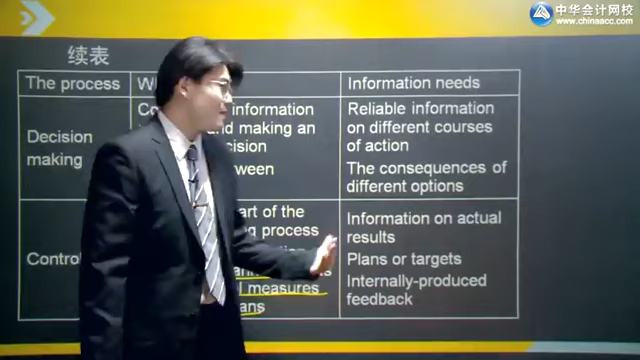 中华会计网校
www.chinaacc.com
续表
The process
Information needs
Decision
making
information
and making an
Reliable information
on different courses
of action
The consequences of
different options
Control
art of the
process
measures
Information on actual
results
Plans or targets
Internally-produced
feedback